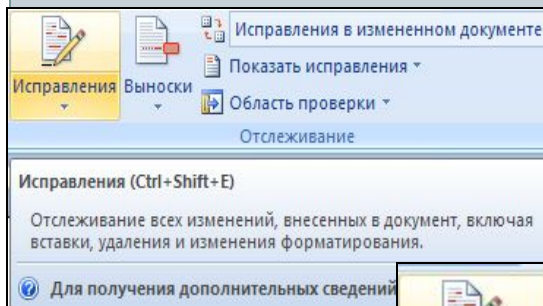 Исправления в измененном документе
Показать исправления
Исправления Выноски
Область проверки
Отслеживание
Исправления (Ctrl+Shift+E)
Отслеживание всех изменений, внесенных в документ, включая
вставки, удаления и изменения форматирования.
Для получения дополнительных сведений